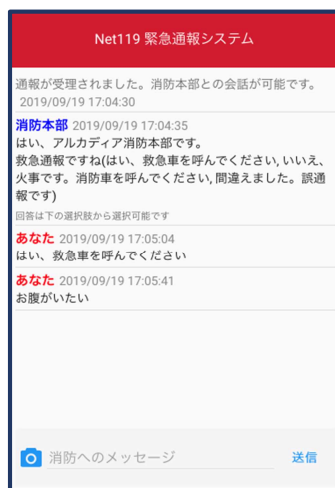 Net119 緊急通報システム
通報が受理されました。消防本部との会話が可能です。
2019/09/19 17:04:30
消防本部 2019/09/19 17:04:35
はい、アルカディア消防本部です。
救急通報ですね(はい、救急車を呼んでください, いいえ、
火事です。消防車を呼んでください, 間違えました。誤通
報です)
回答は下の選択肢から選択可能です
あなた 2019/09/19 17:05:04
はい、救急車を呼んでください
あなた 2019/09/19 17:05:41
お腹がいたい
消防へのメッセージ 送信